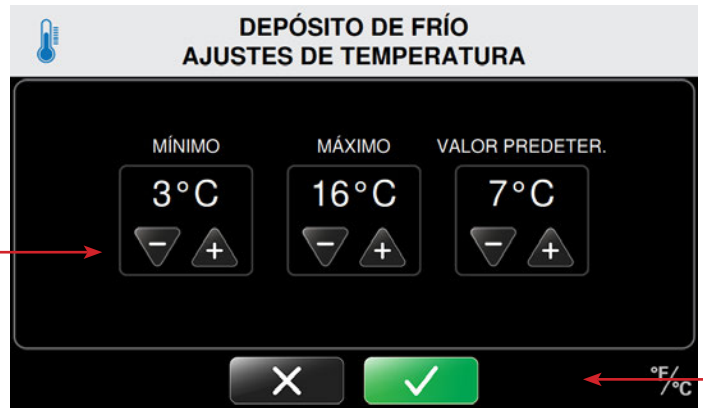 DEPÓSITO DE FRÍO
AJUSTES DE TEMPERATURA
MÍNIMO MÁXIMO VALOR PREDETER.
3°C 16°C 7°C
− + − + − +
°F/°C